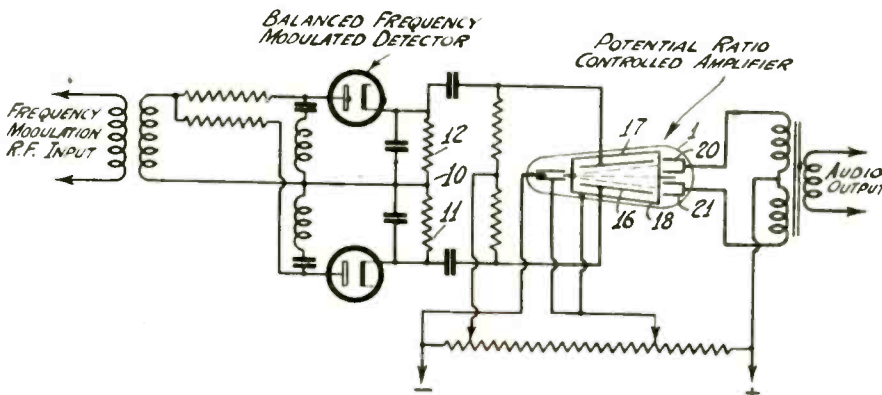 BALANCED FREQUENCY
MODULATED DETECTOR
POTENTIAL RATIO
CONTROLLED AMPLIFIER
FREQUENCY
MODULATION
R.F. INPUT
12
10
11
17
1
20
16
18
21
AUDIO
OUTPUT
−
+